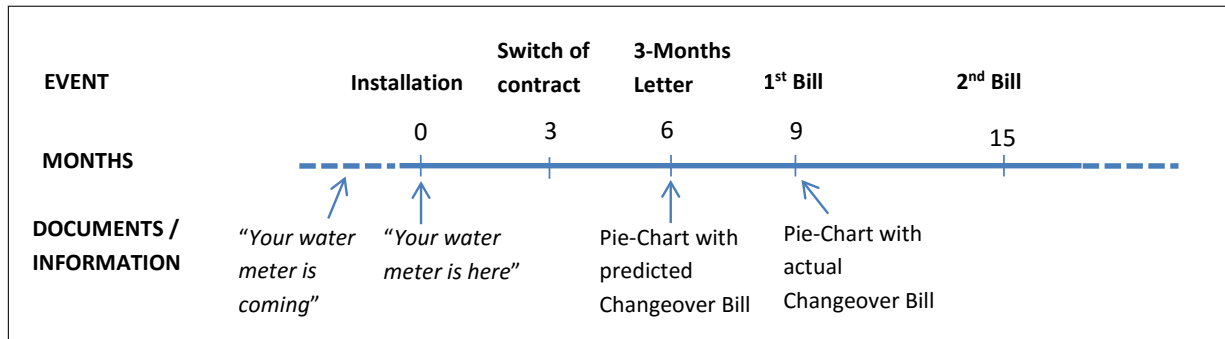 Switch of 3-Months
EVENT Installation contract Letter 1st Bill 2nd Bill
0 3 6 9 15
MONTHS
DOCUMENTS / “Your water “Your water Pie-Chart with Pie-Chart with
INFORMATION meter is meter is here” predicted actual
coming” Changeover Bill Changeover Bill